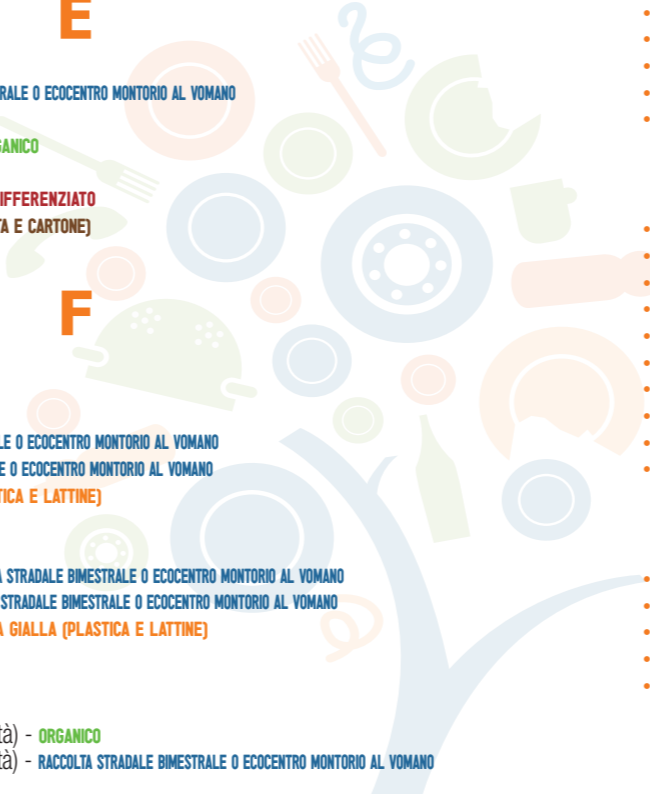 E
RALE O ECOCENTRO MONTORIO AL VOMANO
GANICO
IFFERENZIATO
TA E CARTONE)
F
LE O ECOCENTRO MONTORIO AL VOMANO
E O ECOCENTRO MONTORIO AL VOMANO
TICA E LATTINE)
A STRADALE BIMESTRALE O ECOCENTRO MONTORIO AL VOMANO
STRADALE BIMESTRALE O ECOCENTRO MONTORIO AL VOMANO
A GIALLA (PLASTICA E LATTINE)
tà) - ORGANICO
tà) - RACCOLTA STRADALE BIMESTRALE O ECOCENTRO MONTORIO AL VOMANO